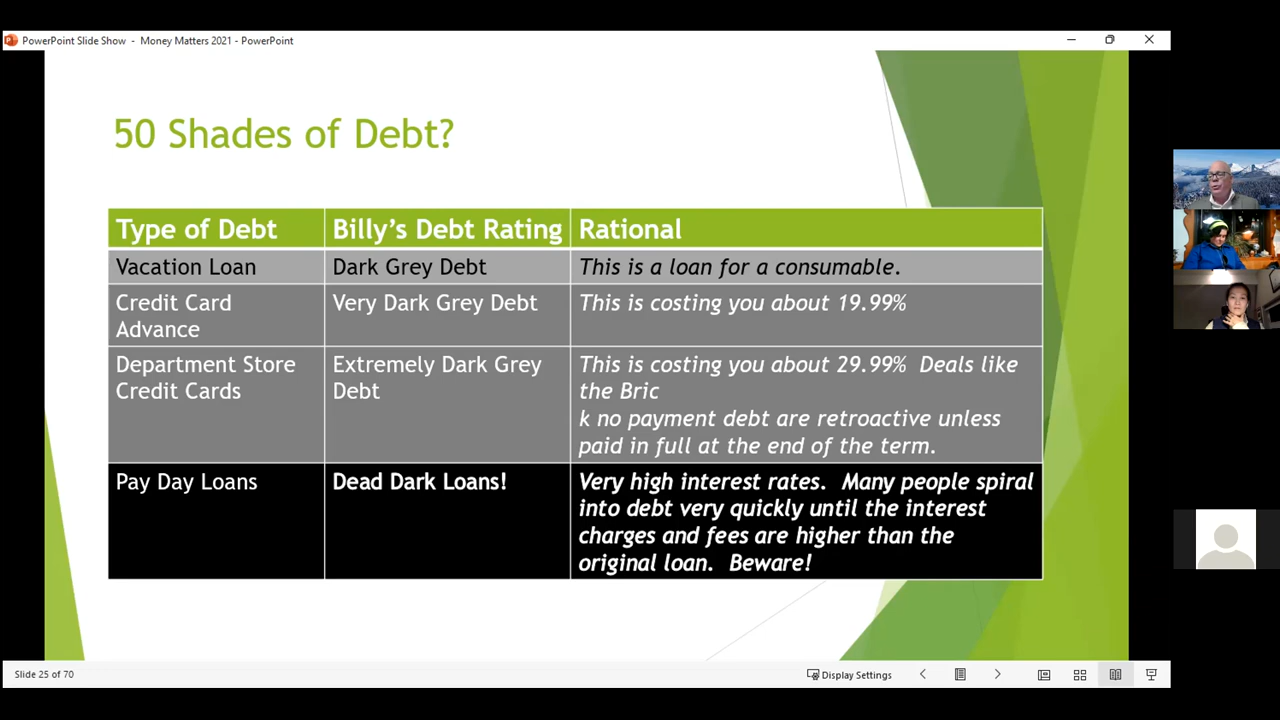 PowerPoint Slide Show - Money Matters 2021 - PowerPoint
50 Shades of Debt?
Type of Debt
Billy's Debt Rating
Rational
Vacation Loan
Dark Grey Debt
This is a loan for a consumable.
Credit Card
Advance
Very Dark Grey Debt
This is costing you about 19.99%
Department Store
Credit Cards
Extremely Dark Grey
Debt
This is costing you about 29.99% Deals like
the Bric
k no payment debt are retroactive unless
paid in full at the end of the term.
Pay Day Loans
Dead Dark Loans!
Very high interest rates. Many people spiral
into debt very quickly until the interest
charges and fees are higher than the
original loan. Beware!
Slide 25 of 70
Display Settings